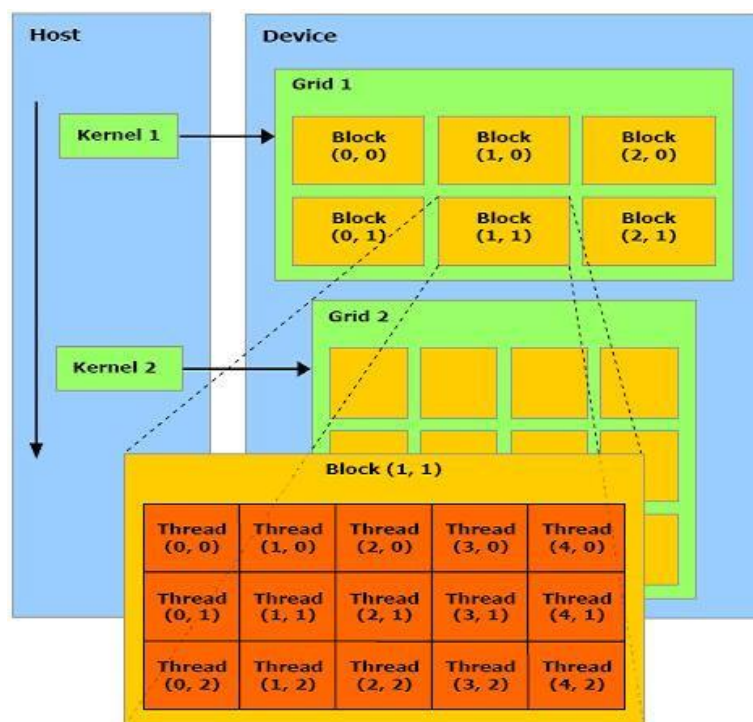 Host
Device
Grid 1
Kernel 1
Block
(0, 0)
Block
(1, 0)
Block
(2, 0)
Block
(0, 1)
Block
(1, 1)
Block
(2, 1)
Grid 2
Kernel 2
Block (1, 1)
Thread
(0, 0)
Thread
(1, 0)
Thread
(2, 0)
Thread
(3, 0)
Thread
(4, 0)
Thread
(0, 1)
Thread
(1, 1)
Thread
(2, 1)
Thread
(3, 1)
Thread
(4, 1)
Thread
(0, 2)
Thread
(1, 2)
Thread
(2, 2)
Thread
(3, 2)
Thread
(4, 2)